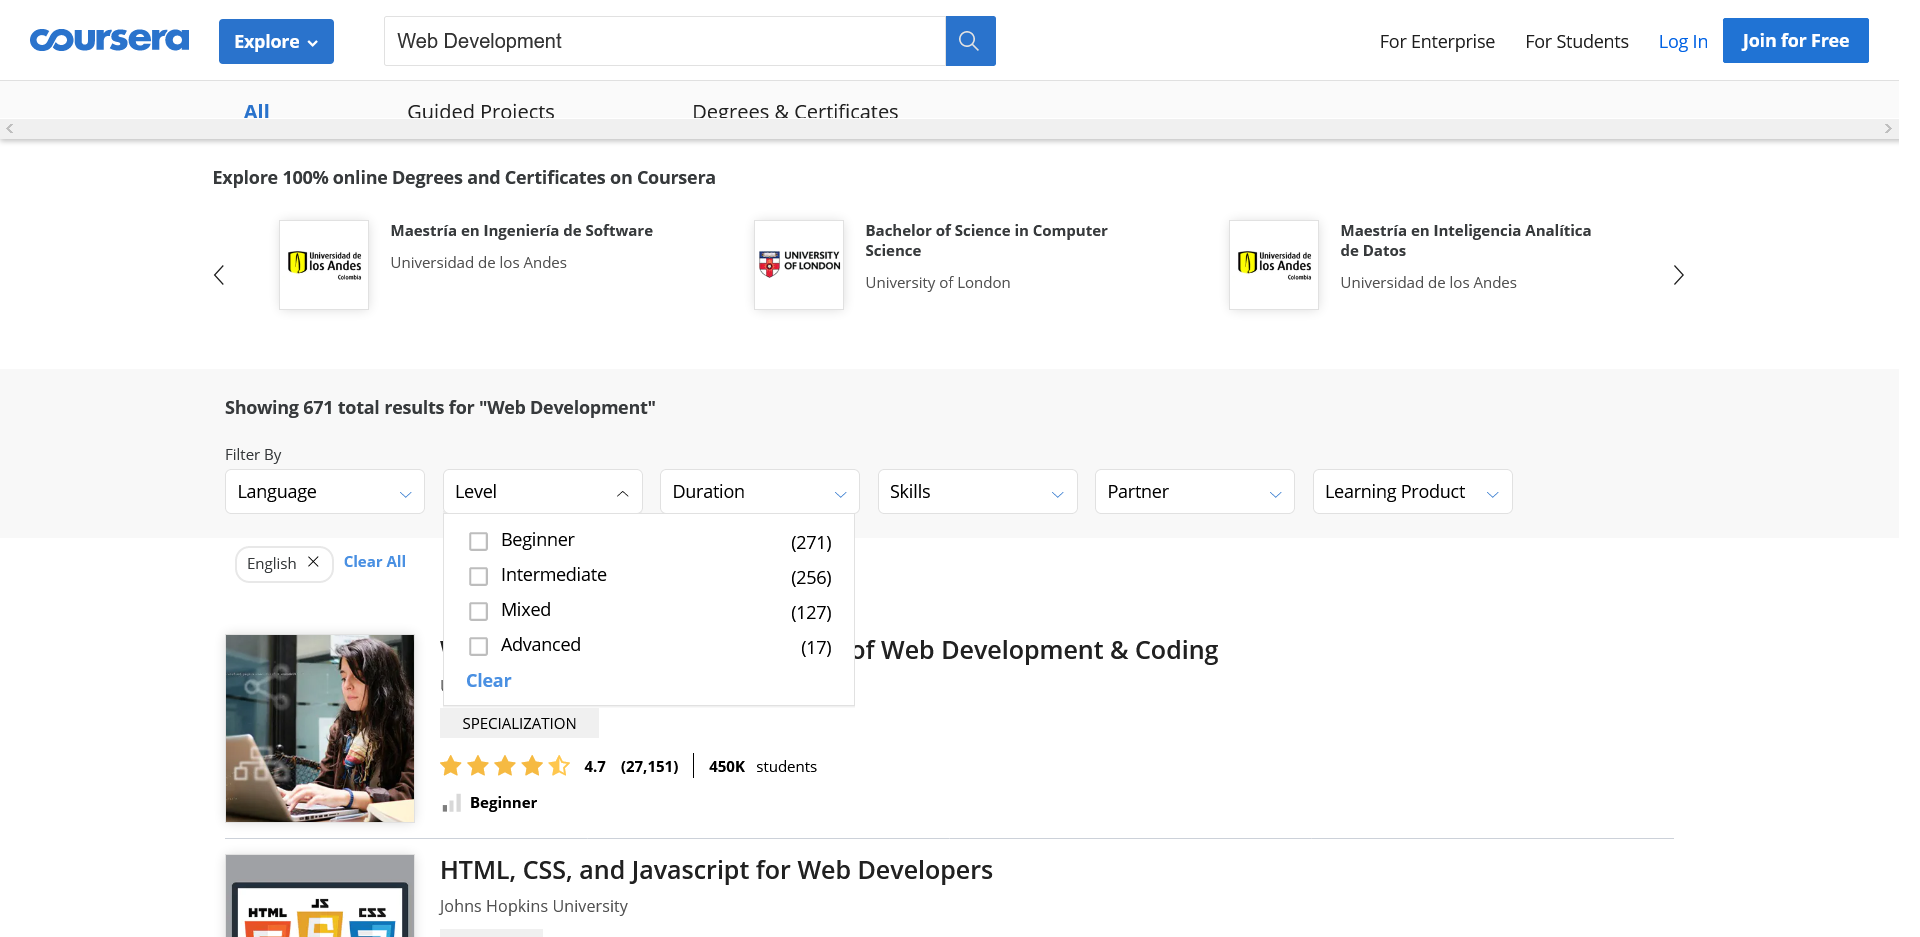 coursera
Explore
Web Development
For Enterprise
For Students
Log In
Join for Free
All
Guided Projects
Degrees & Certificates
Explore 100% online Degrees and Certificates on Coursera
Universidad de
los Andes
Colombia
Maestría en Ingeniería de Software
Universidad de los Andes
UNIVERSITY
OF LONDON
Bachelor of Science in Computer
Science
University of London
Universidad de
los Andes
Colombia
Maestría en Inteligencia Analítica
de Datos
Universidad de los Andes
Showing 671 total results for "Web Development"
Filter By
Language
Level
Duration
Skills
Partner
Learning Product
Beginner (271)
Intermediate (256)
Mixed (127)
Advanced (17)
Clear
English
Clear All
of Web Development & Coding
SPECIALIZATION
4.7 (27,151) 450K students
Beginner
HTML, CSS, and Javascript for Web Developers
Johns Hopkins University
HTML JS CSS